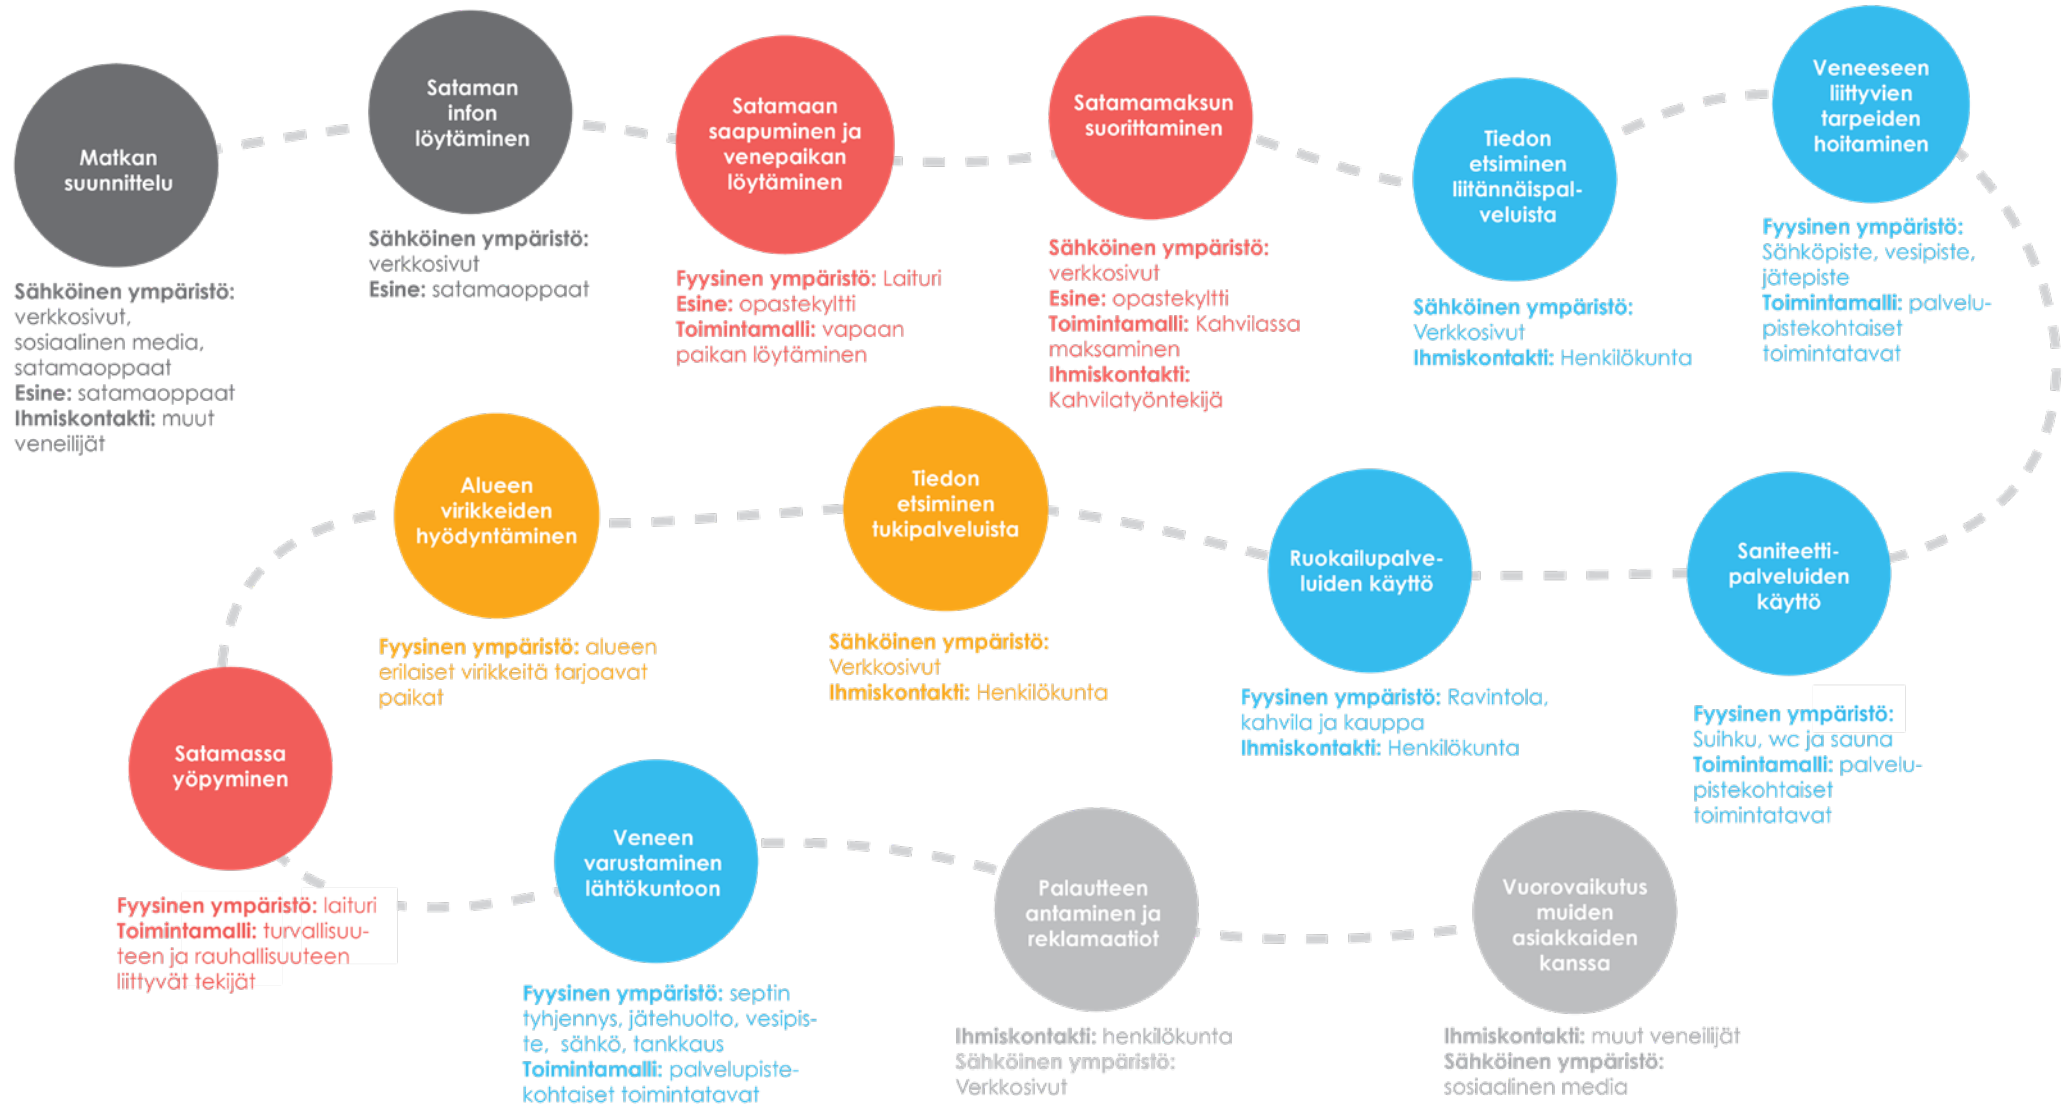 Matkan
suunnittelu
Sähköinen ympäristö:
verkkosivut,
sosiaalinen media,
satamaoppaat
Esine: satamaoppaat
Ihmiskontakti: muut
veneilijät
Sataman
infon
löytäminen
Sähköinen ympäristö:
verkkosivut
Esine: satamaoppaat
Satamaan
saapuminen ja
venepaikan
löytäminen
Fyysinen ympäristö: Laituri
Esine: opastekyltti
Toimintamalli: vapaan
paikan löytäminen
Satamamaksun
suorittaminen
Sähköinen ympäristö:
verkkosivut
Esine: opastekyltti
Toimintamalli: Kahvilassa
maksaminen
Ihmiskontakti:
Kahvilatyöntekijä
Tiedon
etsiminen
liitännäispal-
veluista
Sähköinen ympäristö:
Verkkosivut
Ihmiskontakti: Henkilökunta
Veneeseen
liittyvien
tarpeiden
hoitaminen
Fyysinen ympäristö:
Sähköpiste, vesipiste,
jätepiste
Toimintamalli: palvelu-
pistekohtaiset
toimintatavat
Saniteetti-
palveluiden
käyttö
Fyysinen ympäristö:
Suihku, wc ja sauna
Toimintamalli: palvelu-
pistekohtaiset
toimintatavat
Ruokailupalve-
luiden käyttö
Fyysinen ympäristö: Ravintola,
kahvila ja kauppa
Ihmiskontakti: Henkilökunta
Tiedon
etsiminen
tukipalveluista
Sähköinen ympäristö:
Verkkosivut
Ihmiskontakti: Henkilökunta
Alueen
virikkeiden
hyödyntäminen
Fyysinen ympäristö: alueen
erilaiset virikkeitä tarjoavat
paikat
Satamassa
yöpyminen
Fyysinen ympäristö: laituri
Toimintamalli: turvallisuu-
teen ja rauhallisuuteen
liittyvät tekijät
Veneen
varustaminen
lähtökuntoon
Fyysinen ympäristö: septin
tyhjennys, jätehuolto, vesipis-
te, sähkö, tankkaus
Toimintamalli: palvelupiste-
kohtaiset toimintatavat
Palautteen
antaminen ja
reklamaatiot
Ihmiskontakti: henkilökunta
Sähköinen ympäristö:
Verkkosivut
Vuorovaikutus
muiden
asiakkaiden
kanssa
Ihmiskontakti: muut veneilijät
Sähköinen ympäristö:
sosiaalinen media